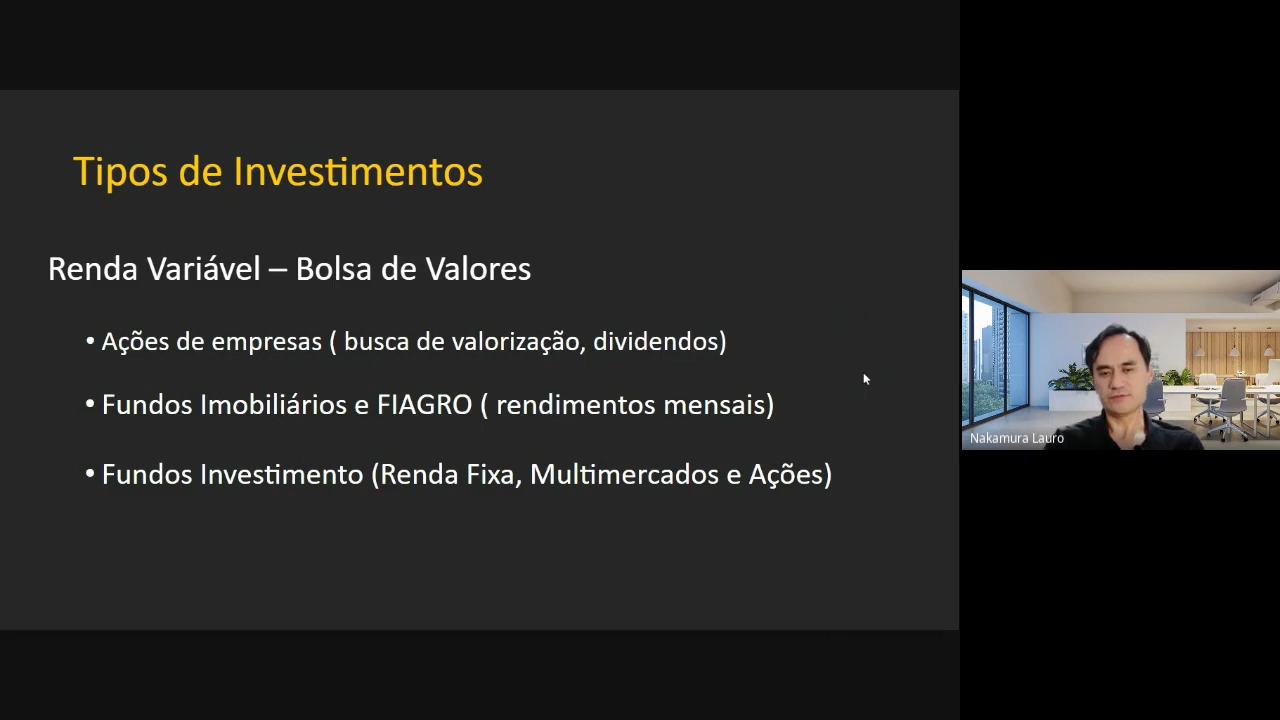 Tipos de Investimentos
Renda Variável – Bolsa de Valores
• Ações de empresas ( busca de valorização, dividendos)
• Fundos Imobiliários e FIAGRO ( rendimentos mensais)
• Fundos Investimento (Renda Fixa, Multimercados e Ações)
Nakamura Lauro